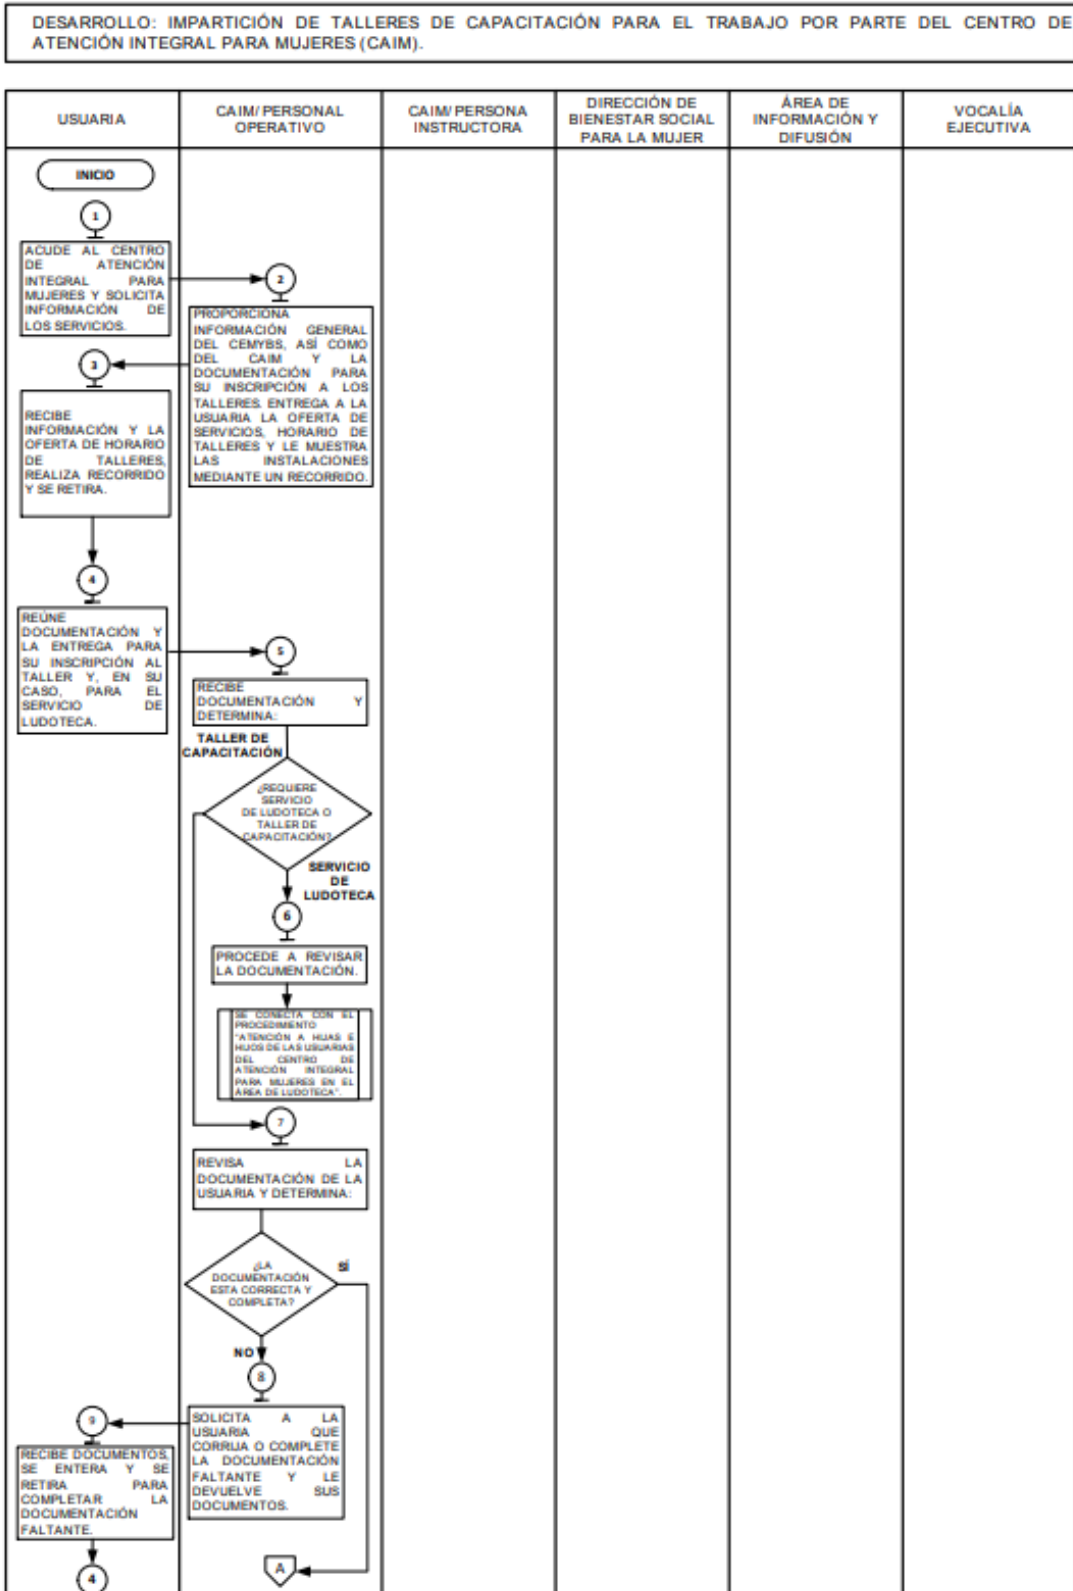 DESARROLLO: IMPARTICIÓN DE TALLERES DE CAPACITACIÓN PARA EL TRABAJO POR PARTE DEL CENTRO DE
ATENCIÓN INTEGRAL PARA MUJERES (CAIM).
USUARIA
CAIM/ PERSONAL
OPERATIVO
CAIM/ PERSONA
INSTRUCTORA
DIRECCIÓN DE
BIENESTAR SOCIAL
PARA LA MUJER
ÁREA DE
INFORMACIÓN Y
DIFUSIÓN
VOCALÍA
EJECUTIVA
INICIO
1
ACUDE AL CENTRO
DE ATENCIÓN
INTEGRAL PARA
MUJERES Y SOLICITA
INFORMACIÓN DE
LOS SERVICIOS.
2
PROPORCIONA
INFORMACIÓN GENERAL
DEL CEMYBS, ASÍ COMO
DEL CAIM Y LA
DOCUMENTACIÓN PARA
SU INSCRIPCIÓN A LOS
TALLERES. ENTREGA A LA
USUARIA LA OFERTA DE
SERVICIOS, HORARIO DE
TALLERES Y LE MUESTRA
LAS INSTALACIONES
MEDIANTE UN RECORRIDO.
3
RECIBE
INFORMACIÓN Y LA
OFERTA DE HORARIO
DE TALLERES,
REALIZA RECORRIDO
Y SE RETIRA.
4
REÚNE
DOCUMENTACIÓN Y
LA ENTREGA PARA
SU INSCRIPCIÓN AL
TALLER Y, EN SU
CASO, PARA EL
SERVICIO DE
LUDOTECA.
5
RECIBE
DOCUMENTACIÓN Y
DETERMINA:
TALLER DE
CAPACITACIÓN
¿REQUIERE
SERVICIO
DE LUDOTECA O
TALLER DE
CAPACITACIÓN?
SERVICIO
DE
LUDOTECA
6
PROCEDE A REVISAR
LA DOCUMENTACIÓN.
SE CONECTA CON EL
PROCEDIMIENTO
"ATENCIÓN A HIJAS E
HIJOS DE LAS USUARIAS
DEL CENTRO DE
ATENCIÓN INTEGRAL
PARA MUJERES EN EL
ÁREA DE LUDOTECA".
7
REVISA LA
DOCUMENTACIÓN DE LA
USUARIA Y DETERMINA:
¿LA
DOCUMENTACIÓN
ESTA CORRECTA Y
COMPLETA?
SÍ
NO
8
SOLICITA A LA
USUARIA QUE
CORRIJA O COMPLETE
LA DOCUMENTACIÓN
FALTANTE Y LE
DEVUELVE SUS
DOCUMENTOS.
9
RECIBE DOCUMENTOS,
SE ENTERA Y SE
RETIRA PARA
COMPLETAR LA
DOCUMENTACIÓN
FALTANTE.
4
A